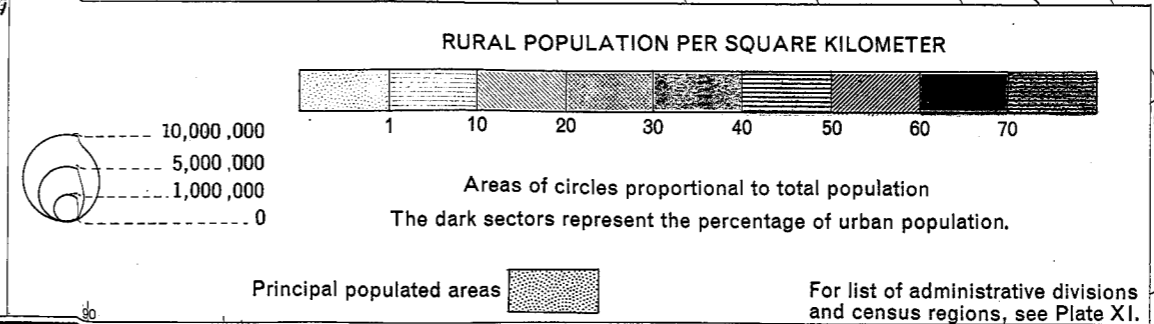 RURAL POPULATION PER SQUARE KILOMETER
1 10 20 30 40 50 60 70
10,000,000
5,000,000
1,000,000
0
Areas of circles proportional to total population
The dark sectors represent the percentage of urban population.
Principal populated areas
For list of administrative divisions
and census regions, see Plate XI.
90